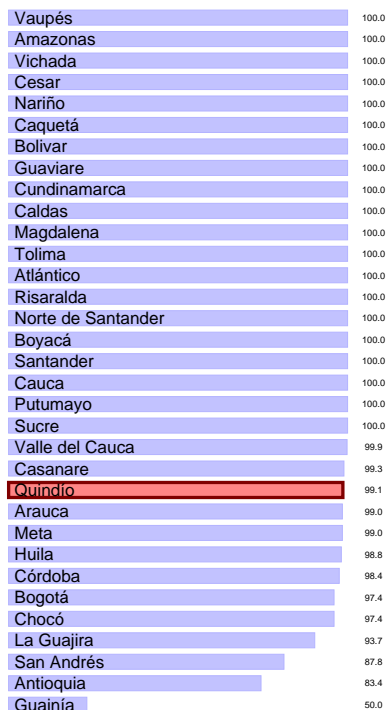 Vaupés 100.0
Amazonas 100.0
Vichada 100.0
Cesar 100.0
Nariño 100.0
Caquetá 100.0
Bolivar 100.0
Guaviare 100.0
Cundinamarca 100.0
Caldas 100.0
Magdalena 100.0
Tolima 100.0
Atlántico 100.0
Risaralda 100.0
Norte de Santander 100.0
Boyacá 100.0
Santander 100.0
Cauca 100.0
Putumayo 100.0
Sucre 100.0
Valle del Cauca 99.9
Casanare 99.3
Quindío 99.1
Arauca 99.0
Meta 99.0
Huila 98.8
Córdoba 98.4
Bogotá 97.4
Chocó 97.4
La Guajira 93.7
San Andrés 87.8
Antioquia 83.4
Guainía 50.0